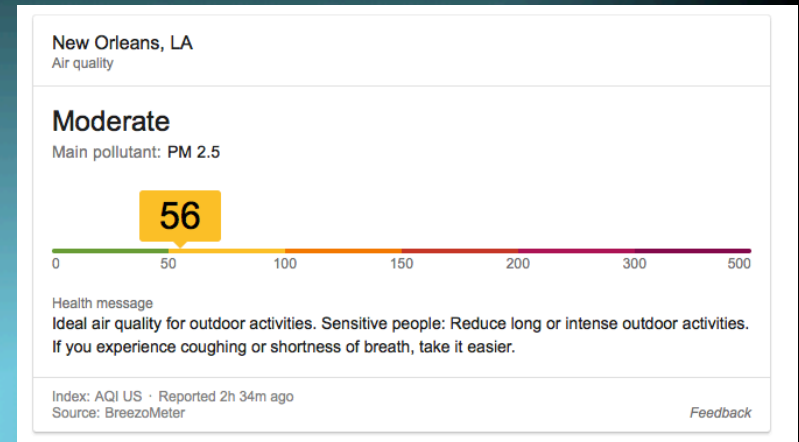 New Orleans, LA
Air quality
Moderate
Main pollutant: PM 2.5
56
0 50 100 150 200 300 500
Health message
Ideal air quality for outdoor activities. Sensitive people: Reduce long or intense outdoor activities.
If you experience coughing or shortness of breath, take it easier.
Index: AQI US · Reported 2h 34m ago
Source: BreezoMeter
Feedback